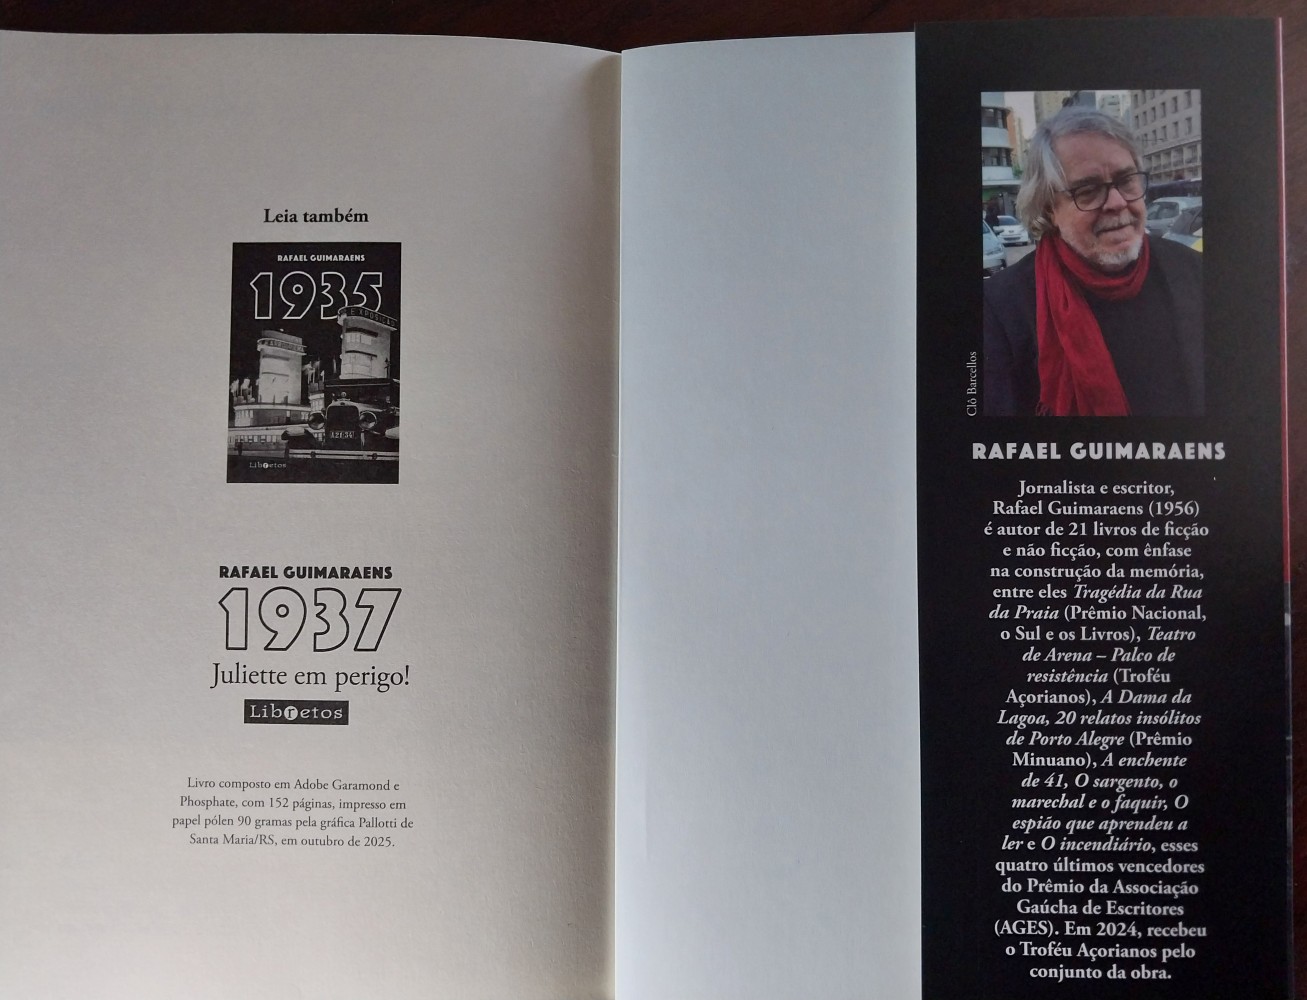 Leia também
RAFAEL GUIMARAENS
1935
Libretos
RAFAEL GUIMARAENS
1937
Juliette em perigo!
Libretos
Livro composto em Adobe Garamond e
Phosphate, com 152 páginas, impresso em
papel pólen 90 gramas pela gráfica Pallotti de
Santa Maria/RS, em outubro de 2025.
Clô Barcellos
RAFAEL GUIMARAENS
Jornalista e escritor,
Rafael Guimaraens (1956)
é autor de 21 livros de ficção
e não ficção, com ênfase
na construção da memória,
entre eles Tragédia da Rua
da Praia (Prêmio Nacional,
o Sul e os Livros), Teatro
de Arena – Palco de
resistência (Troféu
Açorianos), A Dama da
Lagoa, 20 relatos insólitos
de Porto Alegre (Prêmio
Minuano), A enchente
de 41, O sargento, o
marechal e o faquir, O
espião que aprendeu a
ler e O incendiário, esses
quatro últimos vencedores
do Prêmio da Associação
Gaúcha de Escritores
(AGES). Em 2024, recebeu
o Troféu Açorianos pelo
conjunto da obra.